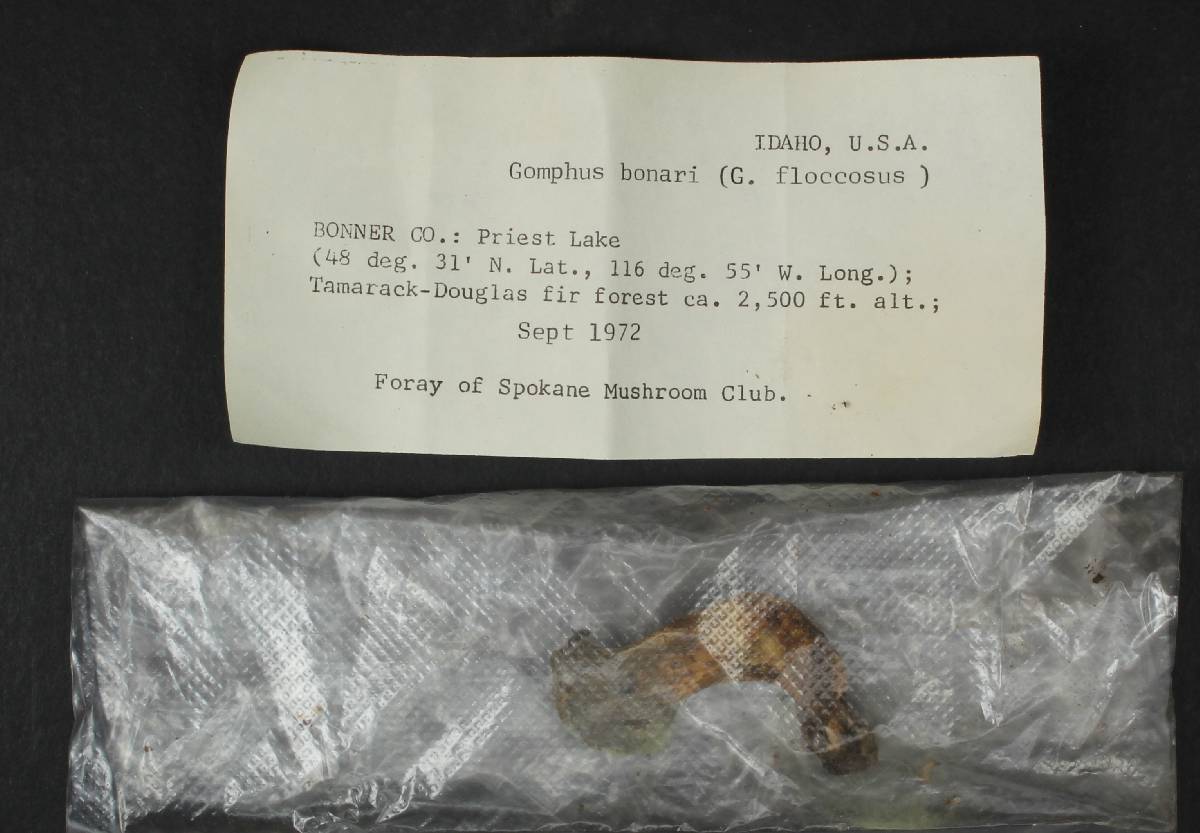 IDAHO, U.S.A.
Gomphus bonari (G. floccosus )
BONNER CO.: Priest Lake
(48 deg. 31' N. Lat., 116 deg. 55' W. Long.);
Tamarack-Douglas fir forest ca. 2,500 ft. alt.;
Sept 1972
Foray of Spokane Mushroom Club.